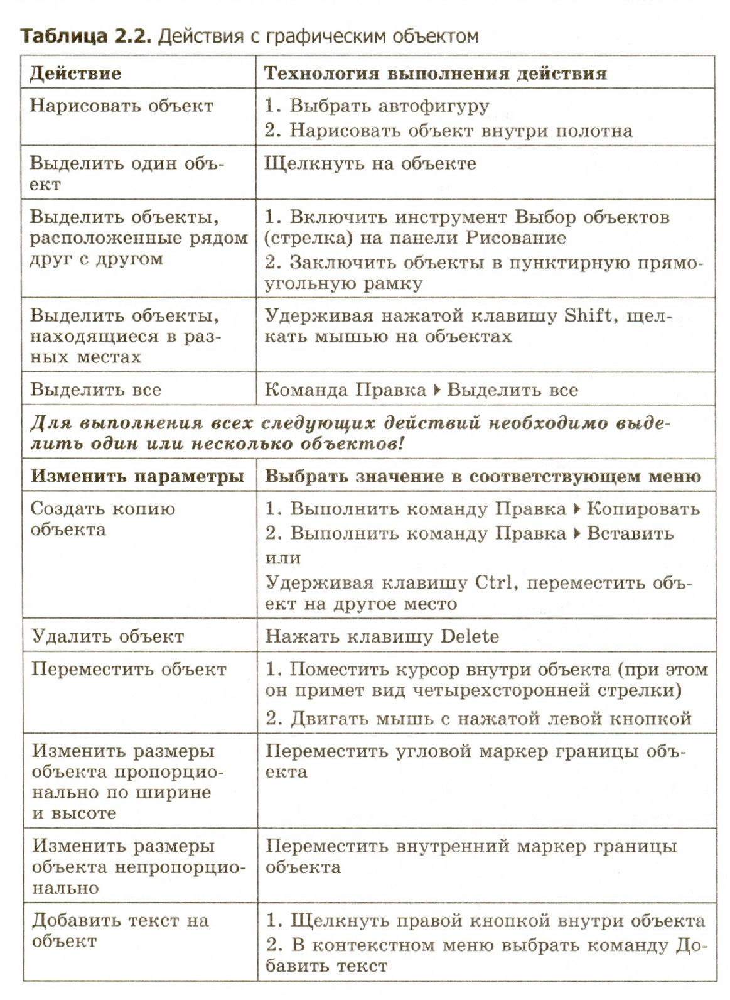 Таблица 2.2. Действия с графическим объектом
Действие
Технология выполнения действия
Нарисовать объект
1. Выбрать автофигуру
2. Нарисовать объект внутри полотна
Выделить один объ-
ект
Щелкнуть на объекте
Выделить объекты,
расположенные рядом
друг с другом
1. Включить инструмент Выбор объектов
(стрелка) на панели Рисование
2. Заключить объекты в пунктирную прямо-
угольную рамку
Выделить объекты,
находящиеся в раз-
ных местах
Удерживая нажатой клавишу Shift, щел-
кать мышью на объектах
Выделить все
Команда Правка ▸ Выделить все
Для выполнения всех следующих действий необходимо выде-
лить один или несколько объектов!
Изменить параметры
Выбрать значение в соответствующем меню
Создать копию
объекта
1. Выполнить команду Правка ▸ Копировать
2. Выполнить команду Правка ▸ Вставить
или
Удерживая клавишу Ctrl, переместить объ-
ект на другое место
Удалить объект
Нажать клавишу Delete
Переместить объект
1. Поместить курсор внутри объекта (при этом
он примет вид четырехсторонней стрелки)
2. Двигать мышь с нажатой левой кнопкой
Изменить размеры
объекта пропорцио-
нально по ширине
и высоте
Переместить угловой маркер границы объ-
екта
Изменить размеры
объекта непропорцио-
нально
Переместить внутренний маркер границы
объекта
Добавить текст на
объект
1. Щелкнуть правой кнопкой внутри объекта
2. В контекстном меню выбрать команду До-
бавить текст